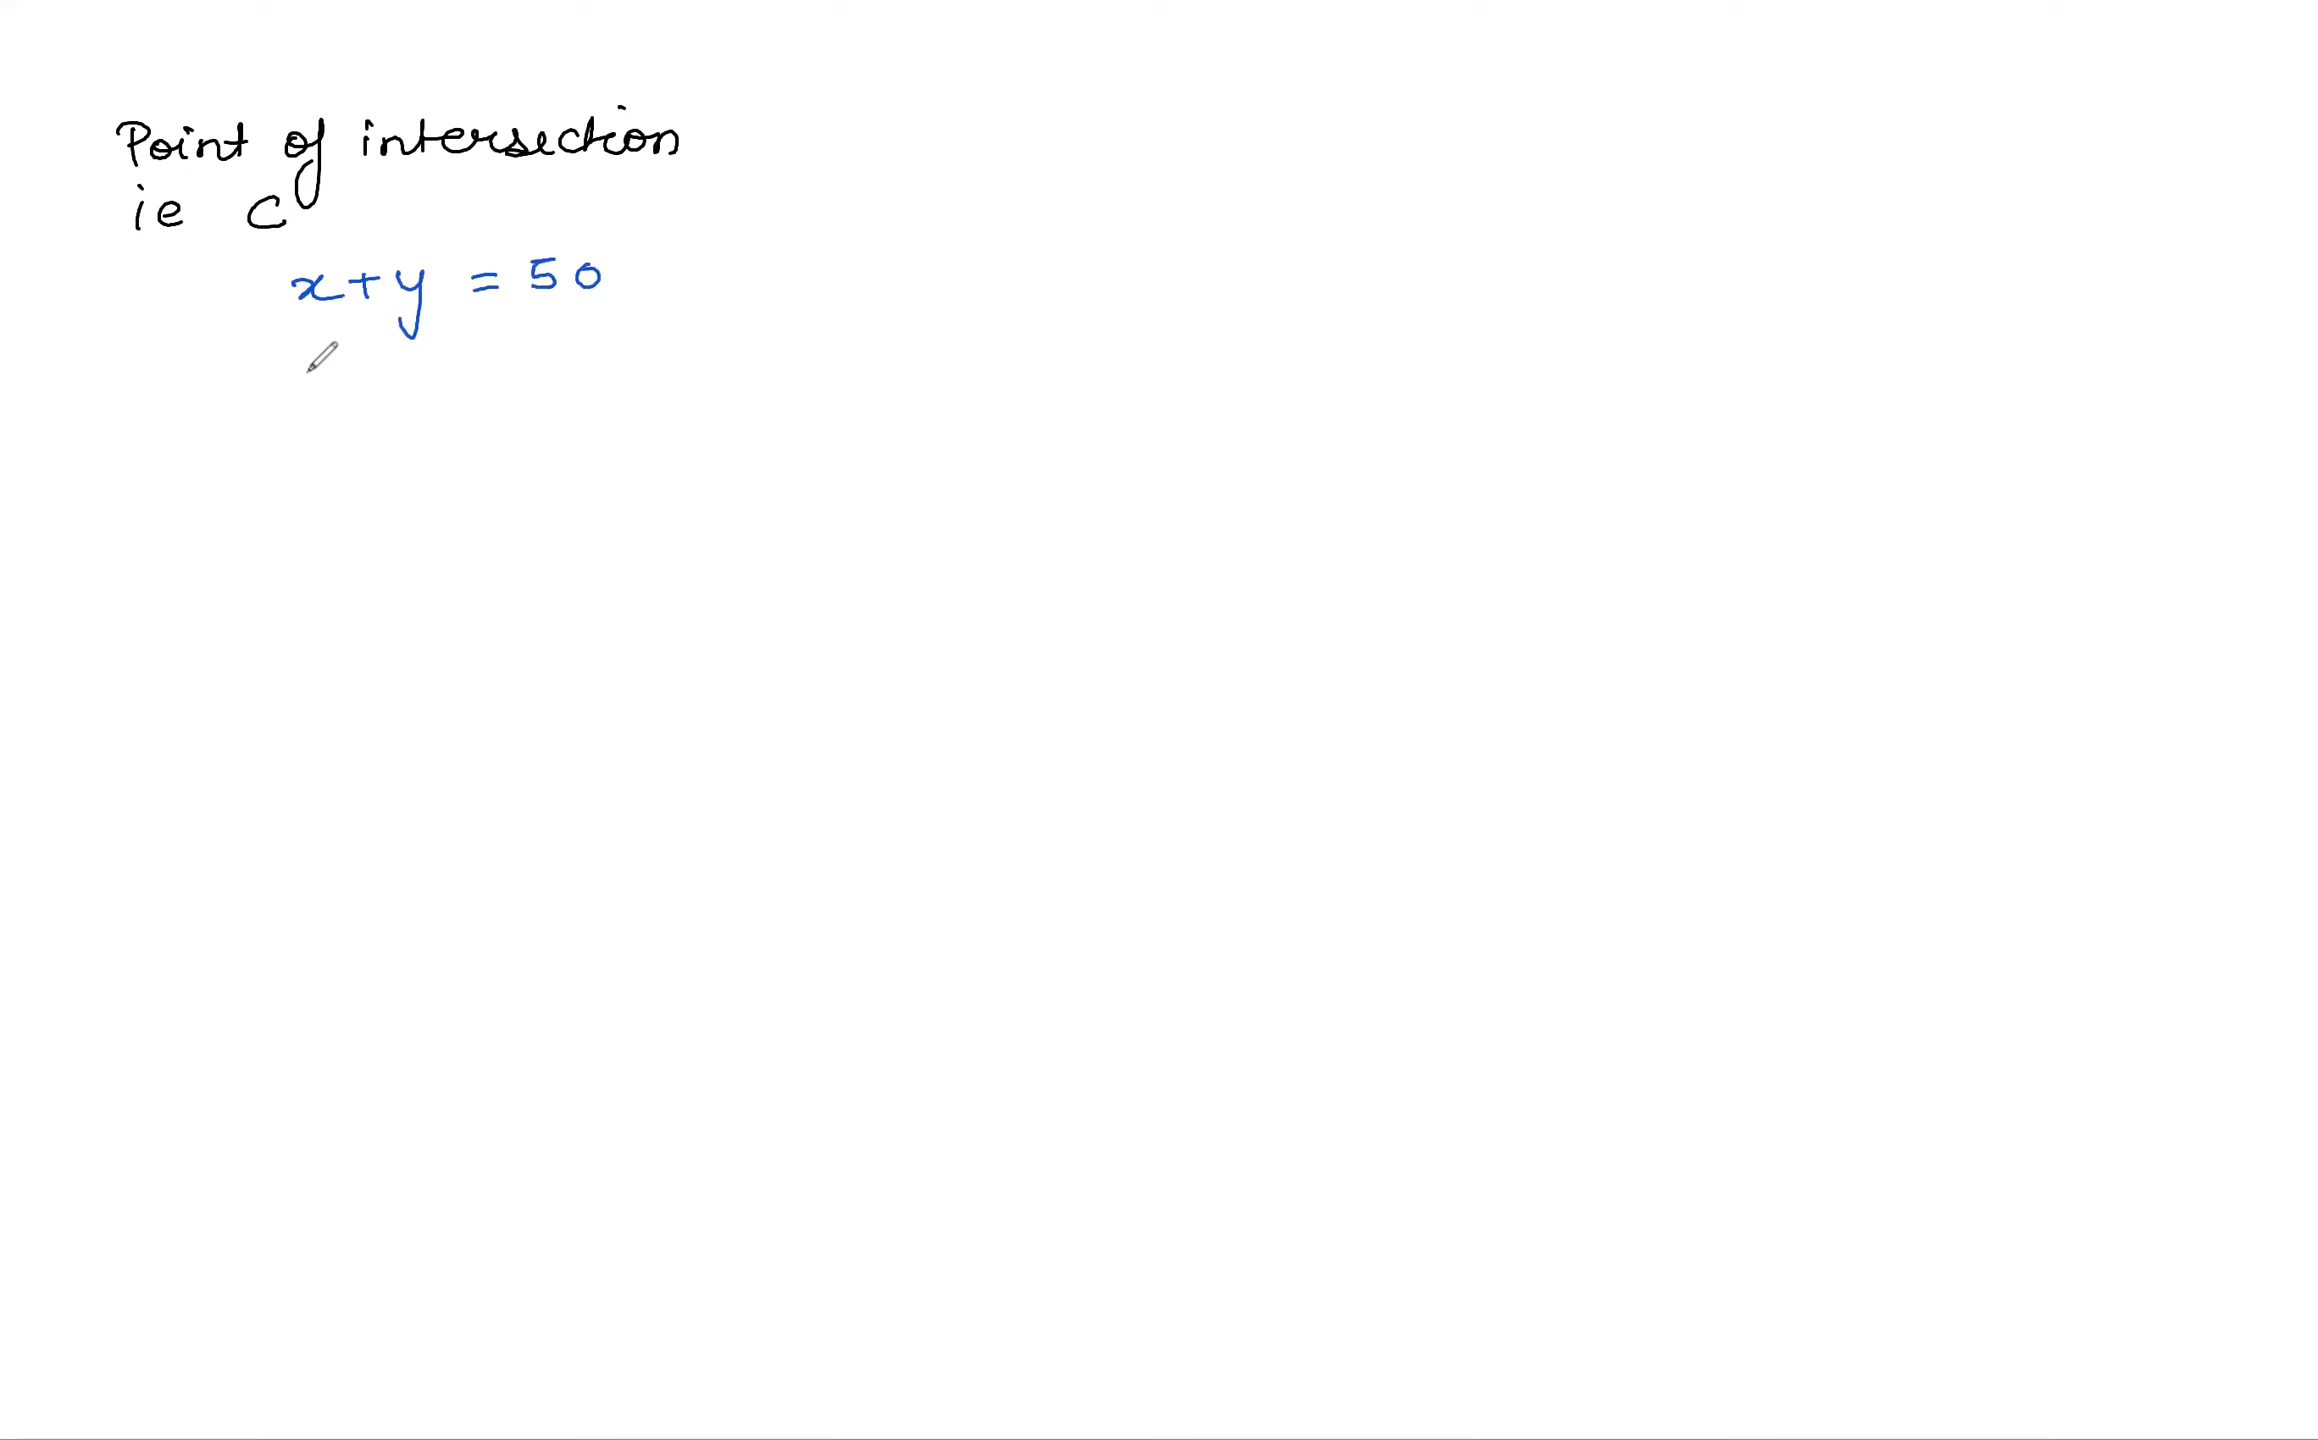 Point of intersection
ie C
x+y = 50